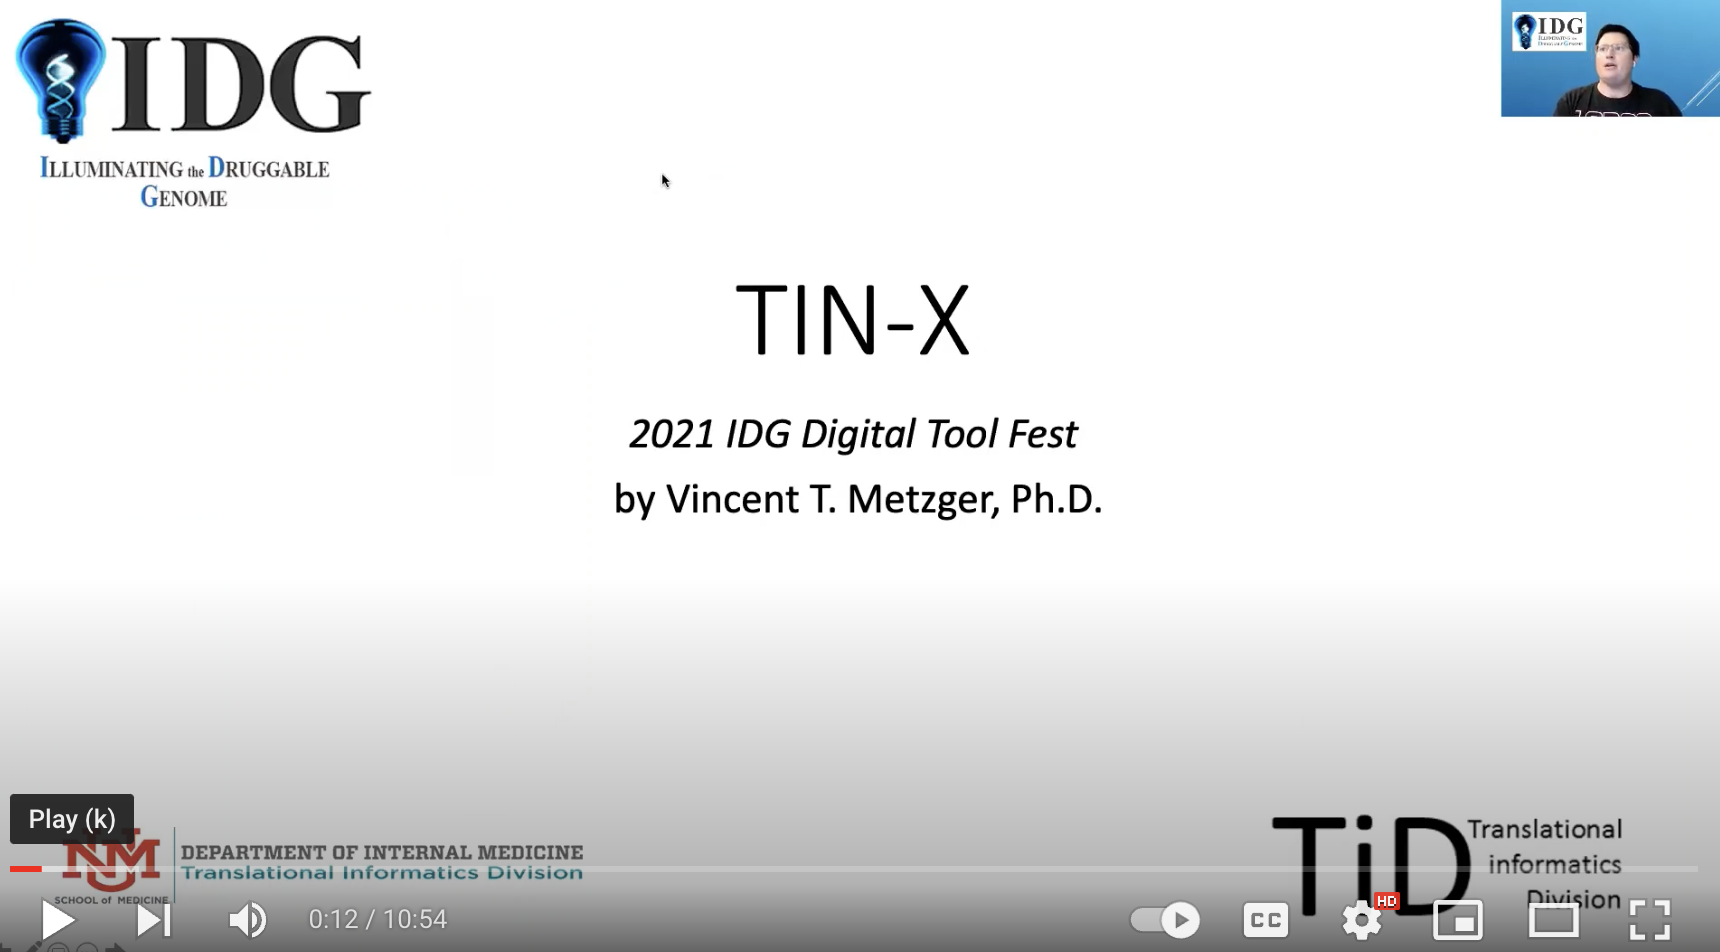 IDG
ILLUMINATING the DRUGGABLE
GENOME
IDG
TIN-X
2021 IDG Digital Tool Fest
by Vincent T. Metzger, Ph.D.
Play (k)
UNM
SCHOOL of MEDICINE
DEPARTMENT OF INTERNAL MEDICINE
Translational Informatics Division
TiD
Translational
informatics
Division
0:12 / 10:54
CC
HD